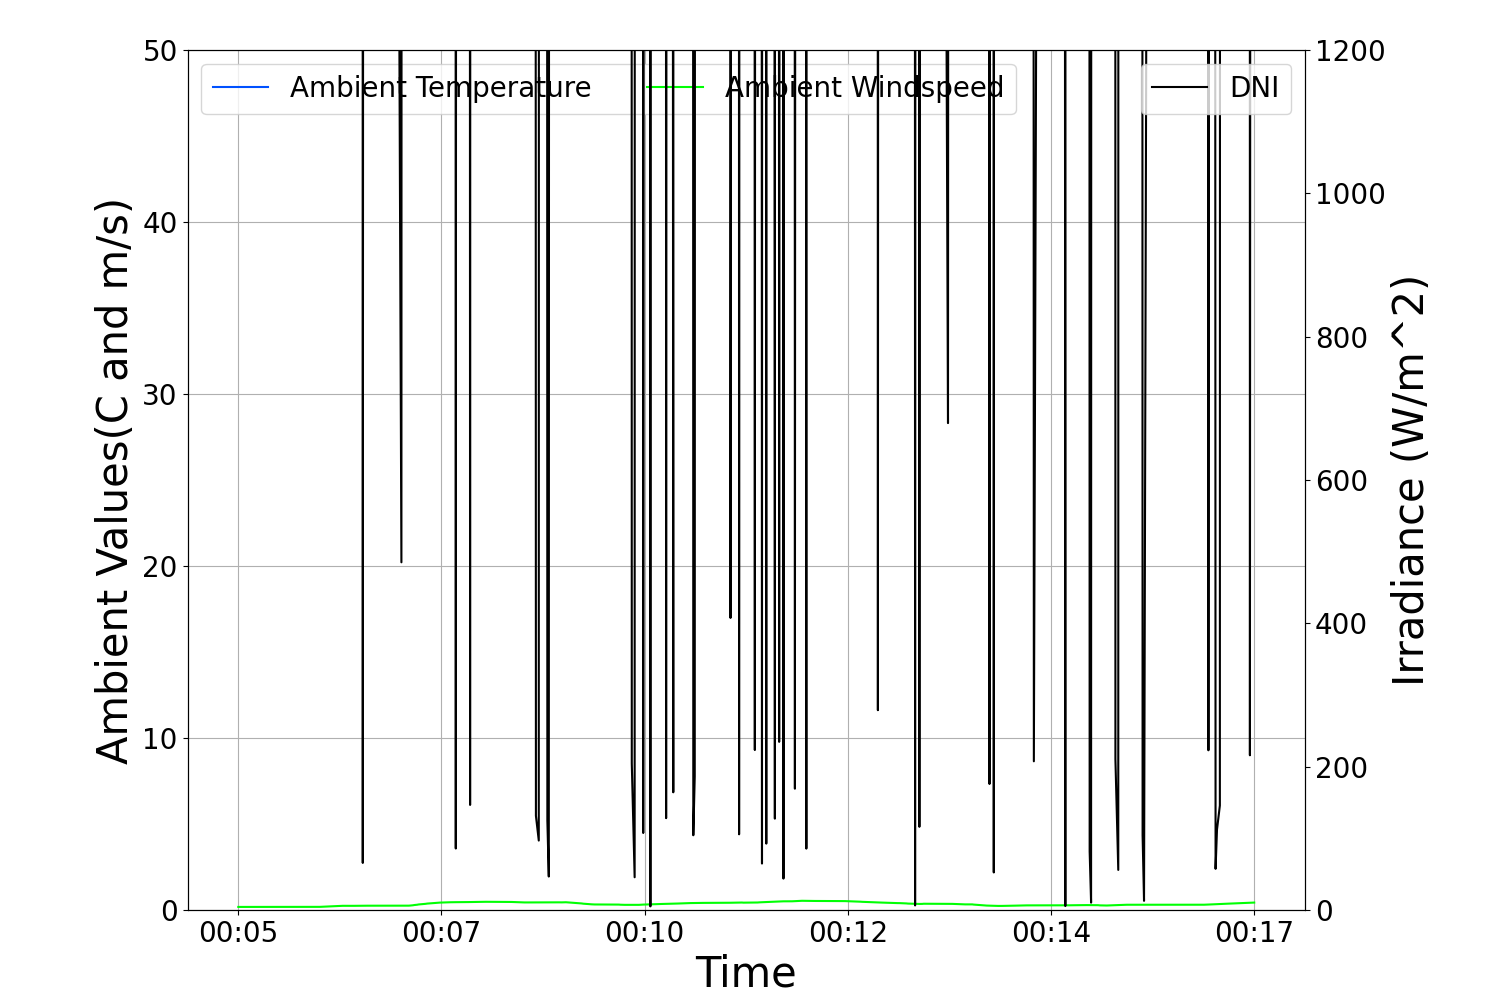 50
40
30
20
10
0
Ambient Values(C and m/s)
Ambient Temperature
Ambient Windspeed
DNI
1200
1000
800
600
400
200
0
Irradiance (W/m^2)
00:05 00:07 00:10 00:12 00:14 00:17
Time